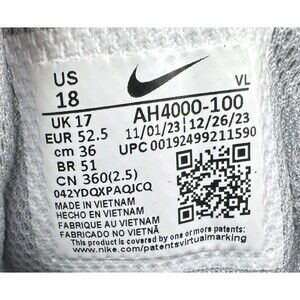 US
VL
18
UK 17
AH4000-100
EUR 52.5
11/01/23 12/26/23
cm 36
UPC 00192499211590
BR 51
CN 360(2.5)
042YDQXPAQJCQ
MADE IN VIETNAM
HECHO EN VIETNAM
FABRIQUE AU VIETNAM
FABRICADO NO VIETNAM
This product is covered by one or more patents
see www.nike.com/patentsvirtualmarking